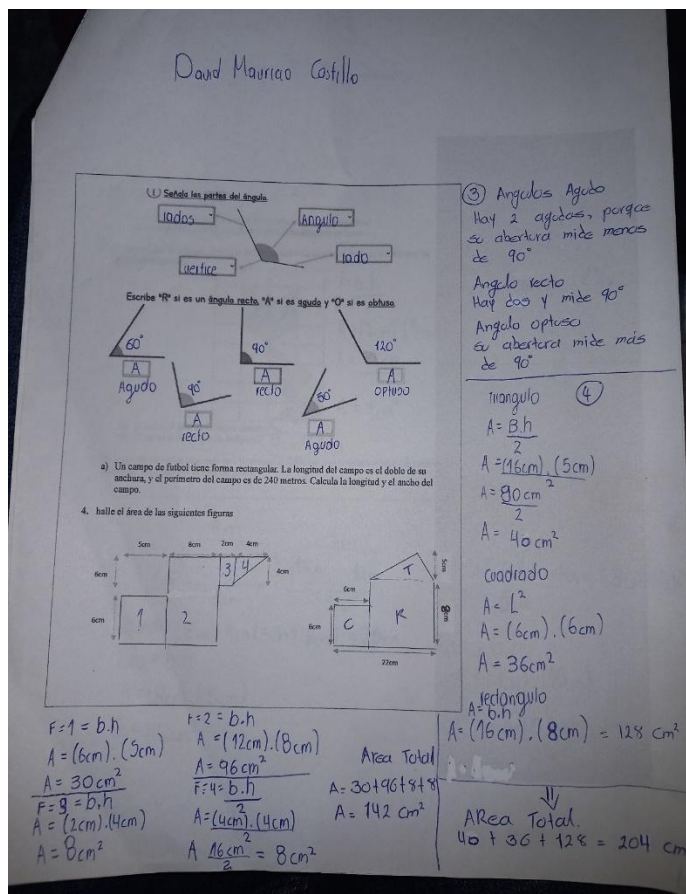 David Mauricio Castillo
① Señala las partes del ángulo
lados
Angulo
lado
vertice
Escribe "R" si es un ángulo recto, "A" si es agudo y "O" si es obtuso
60°
A
Agudo
90°
A
recto
90°
A
recto
50°
A
Agudo
120°
A
OPTUSO
a) Un campo de futbol tiene forma rectangular. La longitud del campo es el doble de su
anchura, y el perímetro del campo es de 240 metros. Calcula la longitud y el ancho del
campo.
4. halle el área de las siguientes figuras
5cm 8cm 2cm 4cm
6cm
6cm
4cm
1 2 3 4
6cm
6cm
5cm
8cm
22cm
C R T
③ Angulos Agudo
Hay 2 agudas, porque
su abertura mide menos
de 90°
Angulo recto
Hay dos y mide 90°
Angulo optuso
su abertura mide más
de 90°
Triangulo ④
A = B.h
2
A = (16cm).(5cm)
A = 80cm²
2
A = 40cm²
Cuadrado
A = L²
A = (6cm).(6cm)
A = 36cm²
rectangulo
A = b.h
A = (16cm).(8cm) = 128 cm²
⇓
ARea Total.
40 + 36 + 128 = 204 cm
F=1 = b.h
A = (6cm).(5cm)
A = 30cm²
F=3 = b.h
A = (2cm).(4cm)
A = 8cm²
F=2 = b.h
A = (12cm).(8cm)
A = 96cm²
F=4 = b.h
2
A = (4cm).(4cm)
2
A 16cm² = 8cm²
2
Area Total
A = 30+96+8+8
A = 142 cm²